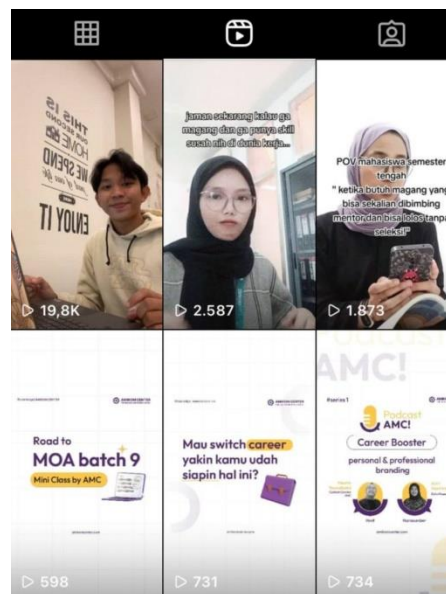 THIS IS
OUR SECOND
HOME
WE SPEND
ENJOY IT
19,8K
jaman sekarang kalau ga
magang dan ga punya skill
susah nih di dunia kerja...
2.587
POV mahasiswa semester
tengah
" ketika butuh magang yang
bisa sekalian dibimbing
mentor dan bisa lolos tanpa
seleksi!"
1.873
Road to
MOA batch 9
Mini Class by AMC
598
Mau switch career
yakin kamu udah
siapin hal ini?
731
AMC!
Podcast
AMC!
Career Booster
personal & professional
branding
734